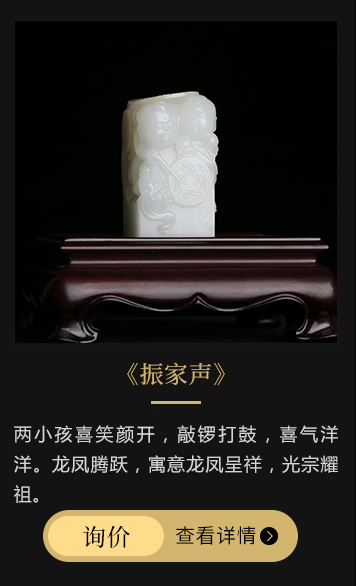 《振家声》
两小孩喜笑颜开，敲锣打鼓，喜气洋
洋。龙凤腾跃，寓意龙凤呈祥，光宗耀
祖。
询价 查看详情